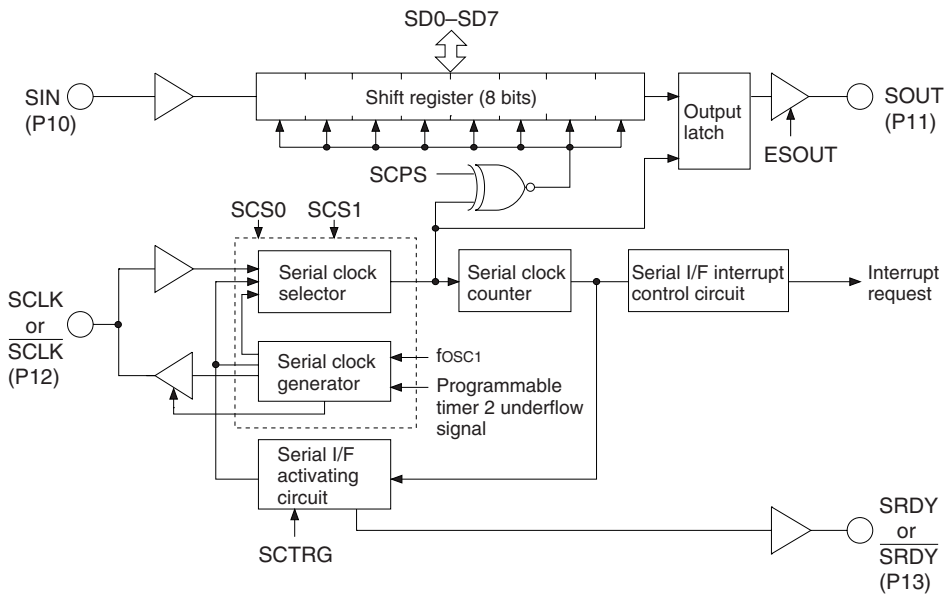 SD0–SD7
SIN
(P10)
Shift register (8 bits)
Output
latch
SOUT
(P11)
ESOUT
SCPS
SCS0
SCS1
SCLK
or
SCLK
(P12)
Serial clock
selector
Serial clock
counter
Serial I/F interrupt
control circuit
Interrupt
request
Serial clock
generator
fOSC1
Programmable
timer 2 underflow
signal
Serial I/F
activating
circuit
SCTRG
SRDY
or
SRDY
(P13)